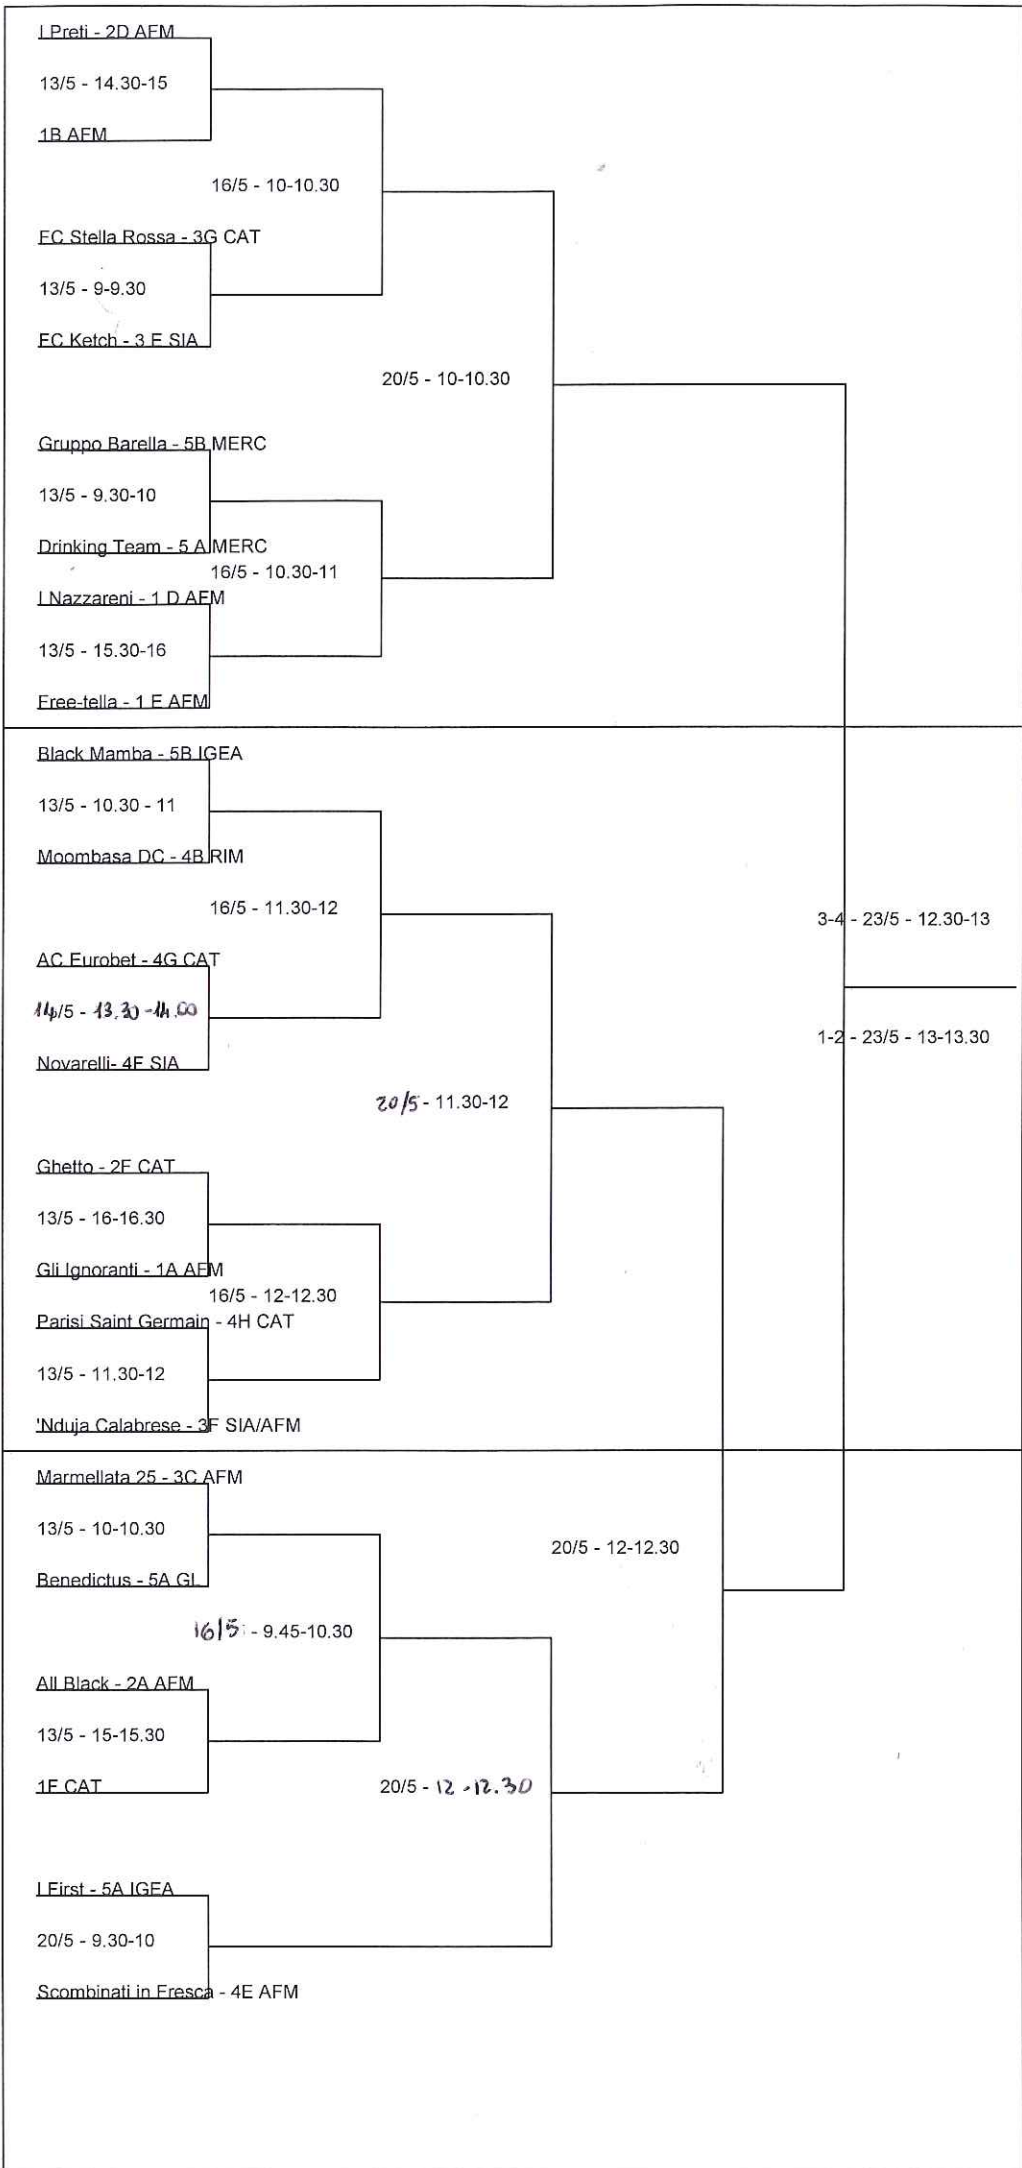 I Preti - 2D AFM
13/5 - 14.30-15
1B AFM
16/5 - 10-10.30
FC Stella Rossa - 3G CAT
13/5 - 9-9.30
FC Ketch - 3 E SIA
20/5 - 10-10.30
Gruppo Barella - 5B MERC
13/5 - 9.30-10
Drinking Team - 5 A MERC
16/5 - 10.30-11
I Nazzareni - 1 D AFM
13/5 - 15.30-16
Free-tella - 1 E AFM
Black Mamba - 5B IGEA
13/5 - 10.30 - 11
Moombasa DC - 4B RIM
16/5 - 11.30-12
3-4 - 23/5 - 12.30-13
AC Eurobet - 4G CAT
14/5 - 13.30-14.00
1-2 - 23/5 - 13-13.30
Novarelli- 4F SIA
20/5 - 11.30-12
Ghetto - 2F CAT
13/5 - 16-16.30
Gli Ignoranti - 1A AFM
16/5 - 12-12.30
Parisi Saint Germain - 4H CAT
13/5 - 11.30-12
'Nduja Calabrese - 3F SIA/AFM
Marmellata 25 - 3C AFM
13/5 - 10-10.30
20/5 - 12-12.30
Benedictus - 5A GL
16/5 - 9.45-10.30
All Black - 2A AFM
13/5 - 15-15.30
1F CAT
20/5 - 12-12.30
I First - 5A IGEA
20/5 - 9.30-10
Scombinati in Fresca - 4E AFM